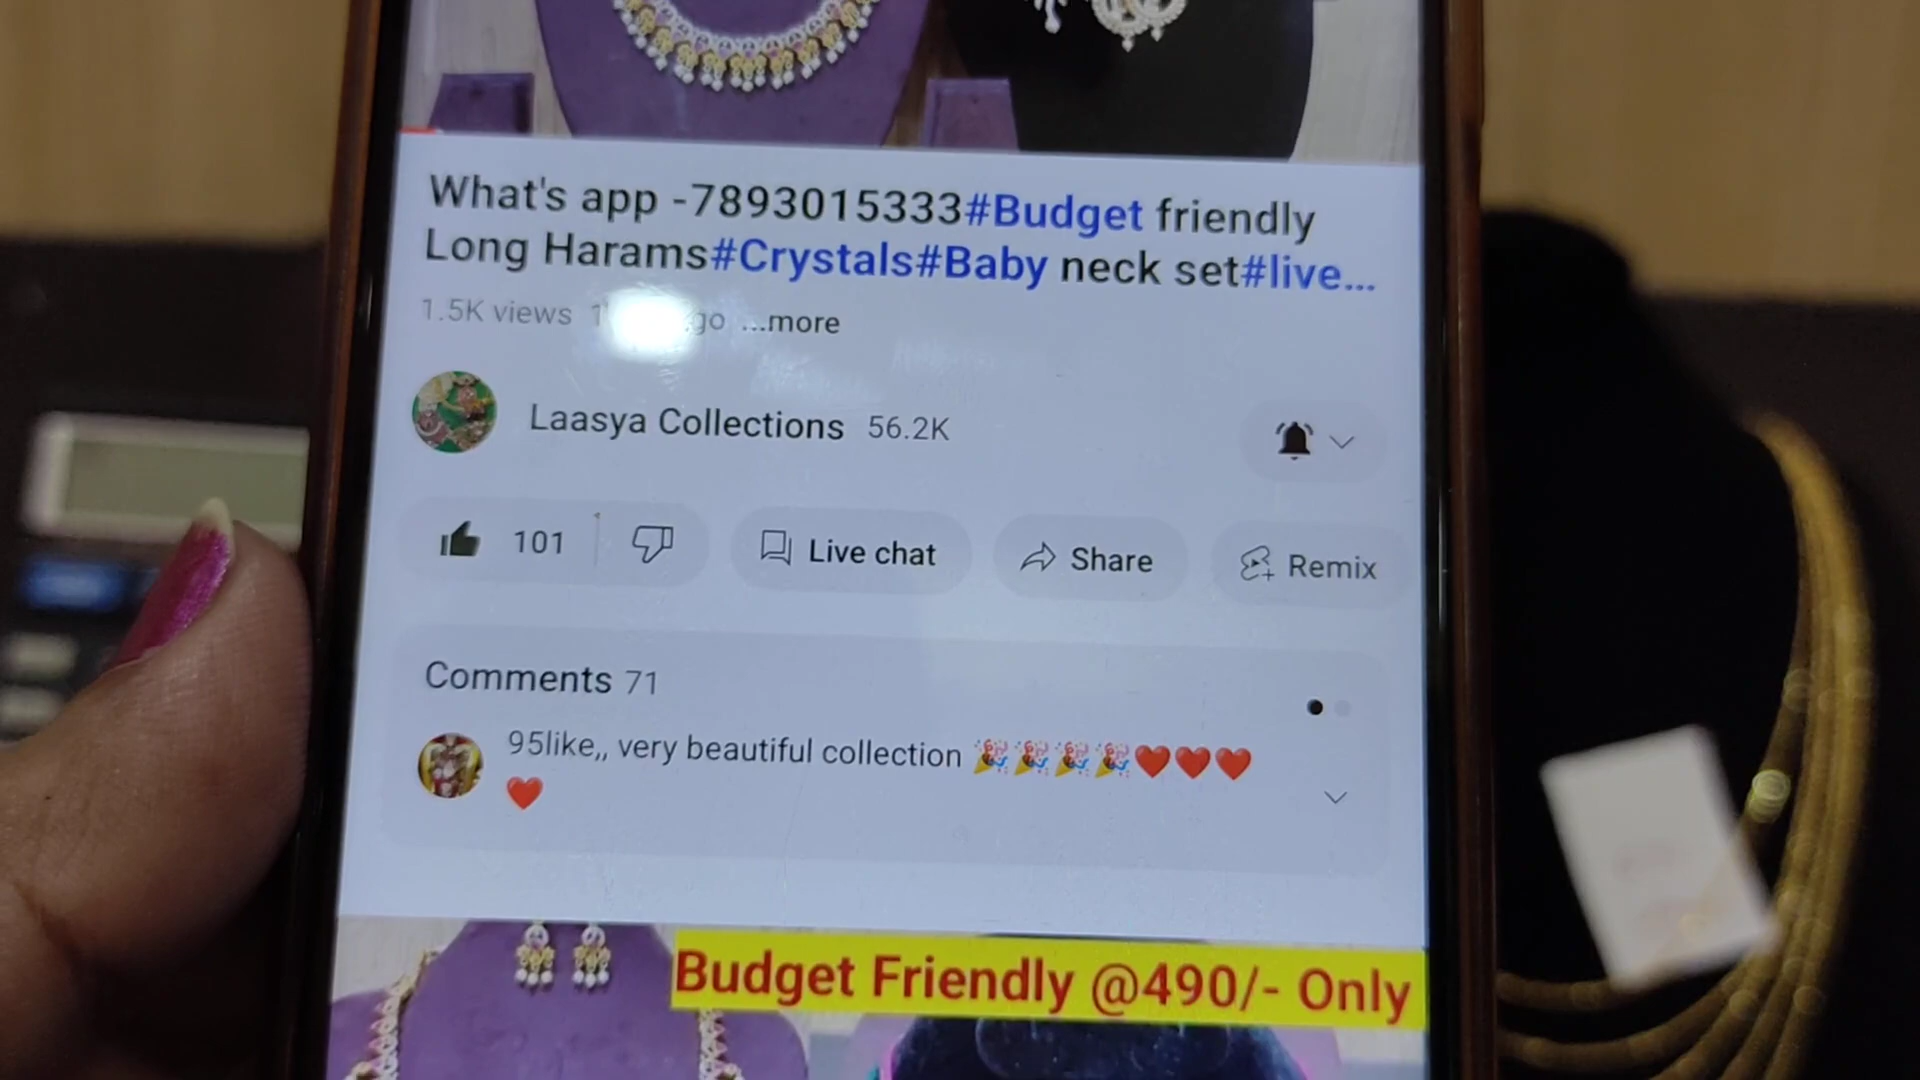 What's app -7893015333#Budget friendly
Long Harams#Crystals#Baby neck set#live...
1.5K views ...more
Laasya Collections 56.2K
101 Live chat Share Remix
Comments 71
95like,, very beautiful collection 🎉🎉🎉🎉❤️❤️❤️
❤️
Budget Friendly @490/- Only